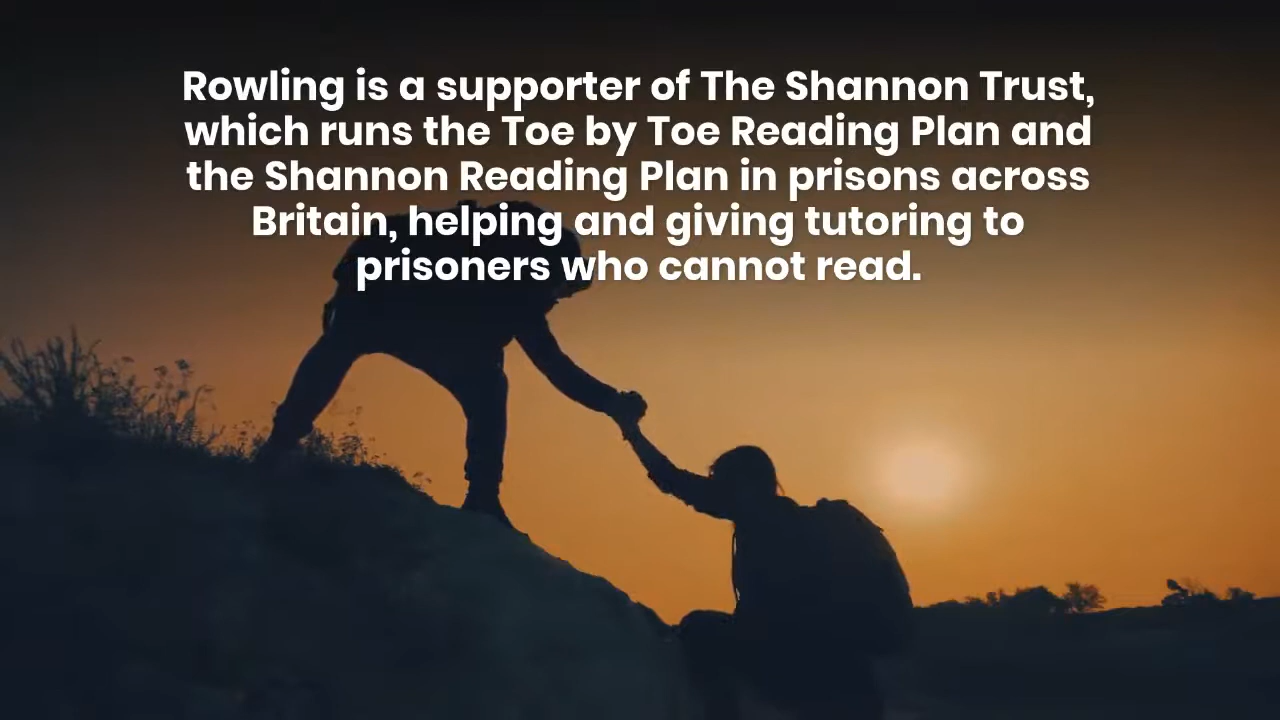 Rowling is a supporter of The Shannon Trust,
which runs the Toe by Toe Reading Plan and
the Shannon Reading Plan in prisons across
Britain, helping and giving tutoring to
prisoners who cannot read.